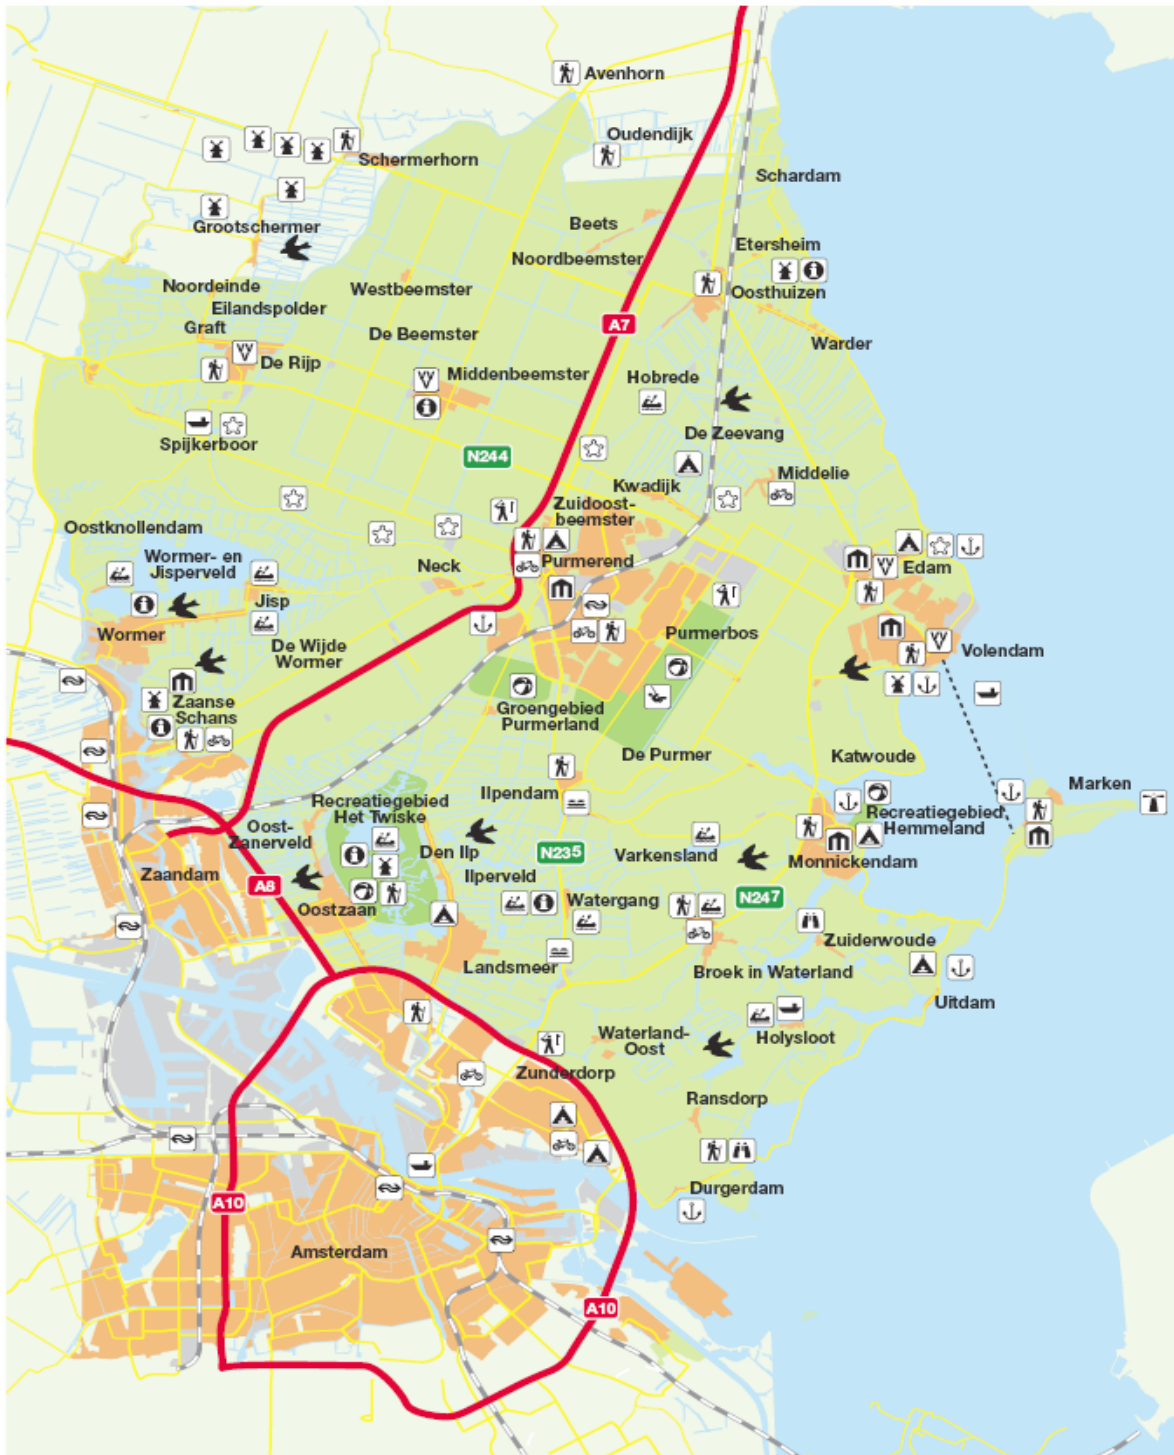 Avenhorn
Oudendijk
Schermerhorn
Schardam
Grootschermer
Beets
Etersheim
Noordbeemster
Noordeinde
Westbeemster
Oosthuizen
Eilandspolder
Graft
A7
De Beemster
Warder
De Rijp
Middenbeemster
Hobrede
De Zeevang
Spijkerboor
N244
Middelie
Kwadijk
Zuidoost-
beemster
Oostknollendam
Wormer- en
Jisperveld
Neck
Purmerend
Edam
Jisp
Wormer
De Wijde
Wormer
Purmerbos
Volendam
Zaanse
Schans
Groengebied
Purmerland
De Purmer
Katwoude
Ilpendam
Marken
Recreatiegebied
Het Twiske
Recreatiegebied
Hemmeland
Oost-
Zanerveld
Den Ilp
N235
Varkensland
Monnickendam
Zaandam
A8
Ilperveld
N247
Oostzaan
Watergang
Zuiderwoude
Landsmeer
Broek in Waterland
Uitdam
Waterland-
Oost
Holysloot
Zunderdorp
Ransdorp
Durgerdam
A10
Amsterdam
A10